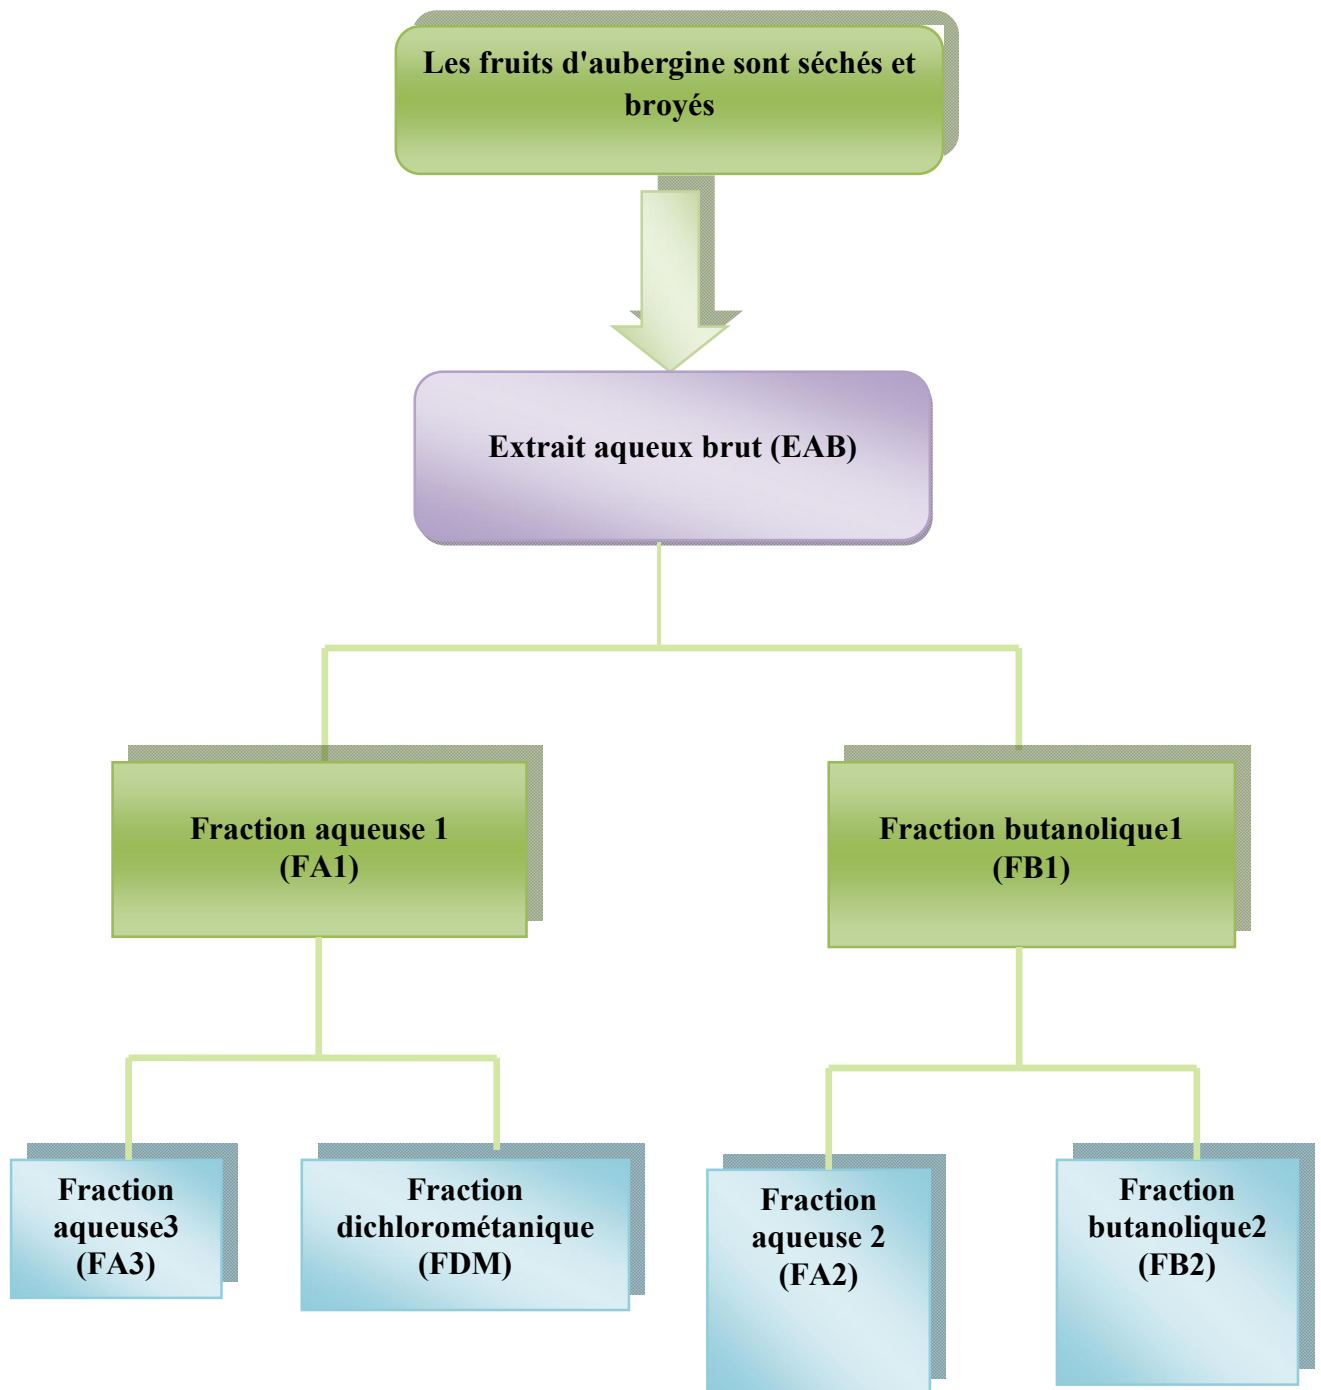 Les fruits d'aubergine sont séchés et
broyés
Extrait aqueux brut (EAB)
Fraction aqueuse 1
(FA1)
Fraction butanolique1
(FB1)
Fraction
aqueuse3
(FA3)
Fraction
dichlorométanique
(FDM)
Fraction
aqueuse 2
(FA2)
Fraction
butanolique2
(FB2)